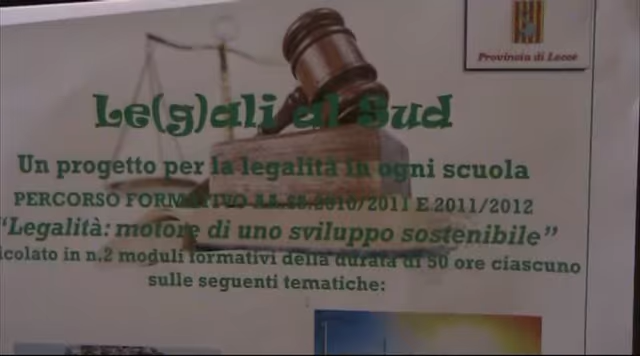 Provincia di Lecce
Le(g)ali al Sud
Un progetto per la legalità in ogni scuola
PERCORSO FORMATIVO AA.SS.2010/2011 E 2011/2012
"Legalità: motore di uno sviluppo sostenibile"
icolato in n.2 moduli formativi della durata di 50 ore ciascuno
sulle seguenti tematiche: